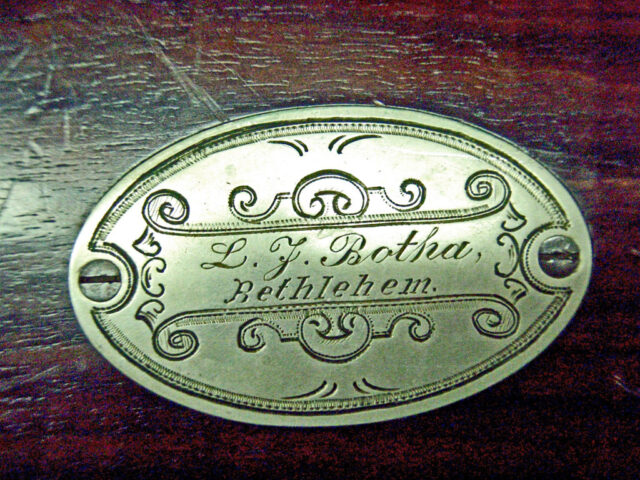 L. J. Botha,
Bethlehem.